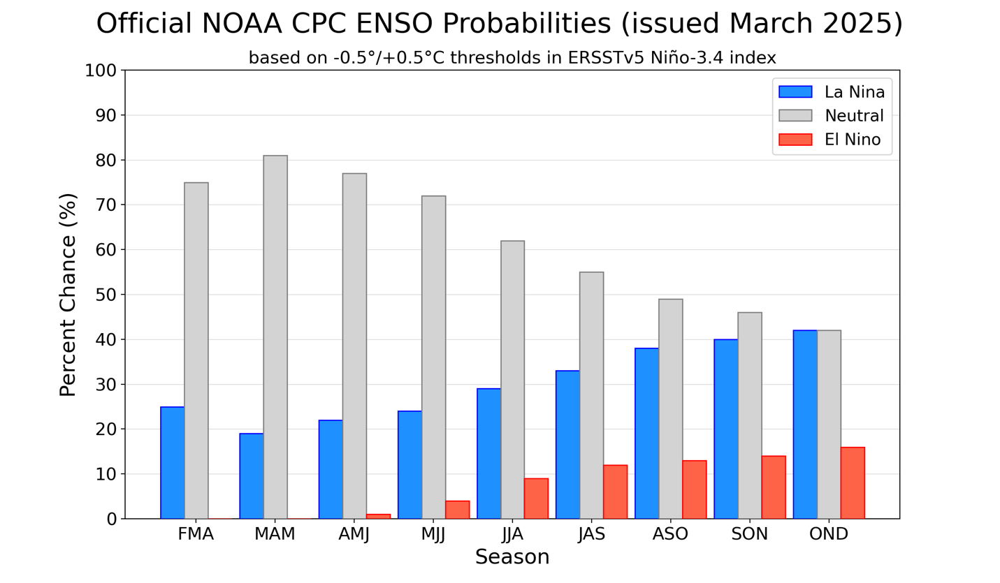 Official NOAA CPC ENSO Probabilities (issued March 2025)
based on -0.5°/+0.5°C thresholds in ERSSTv5 Niño-3.4 index
100
90
80
70
60
50
40
30
20
10
0
Percent Chance (%)
La Nina
Neutral
El Nino
FMA MAM AMJ MJJ JJA JAS ASO SON OND
Season